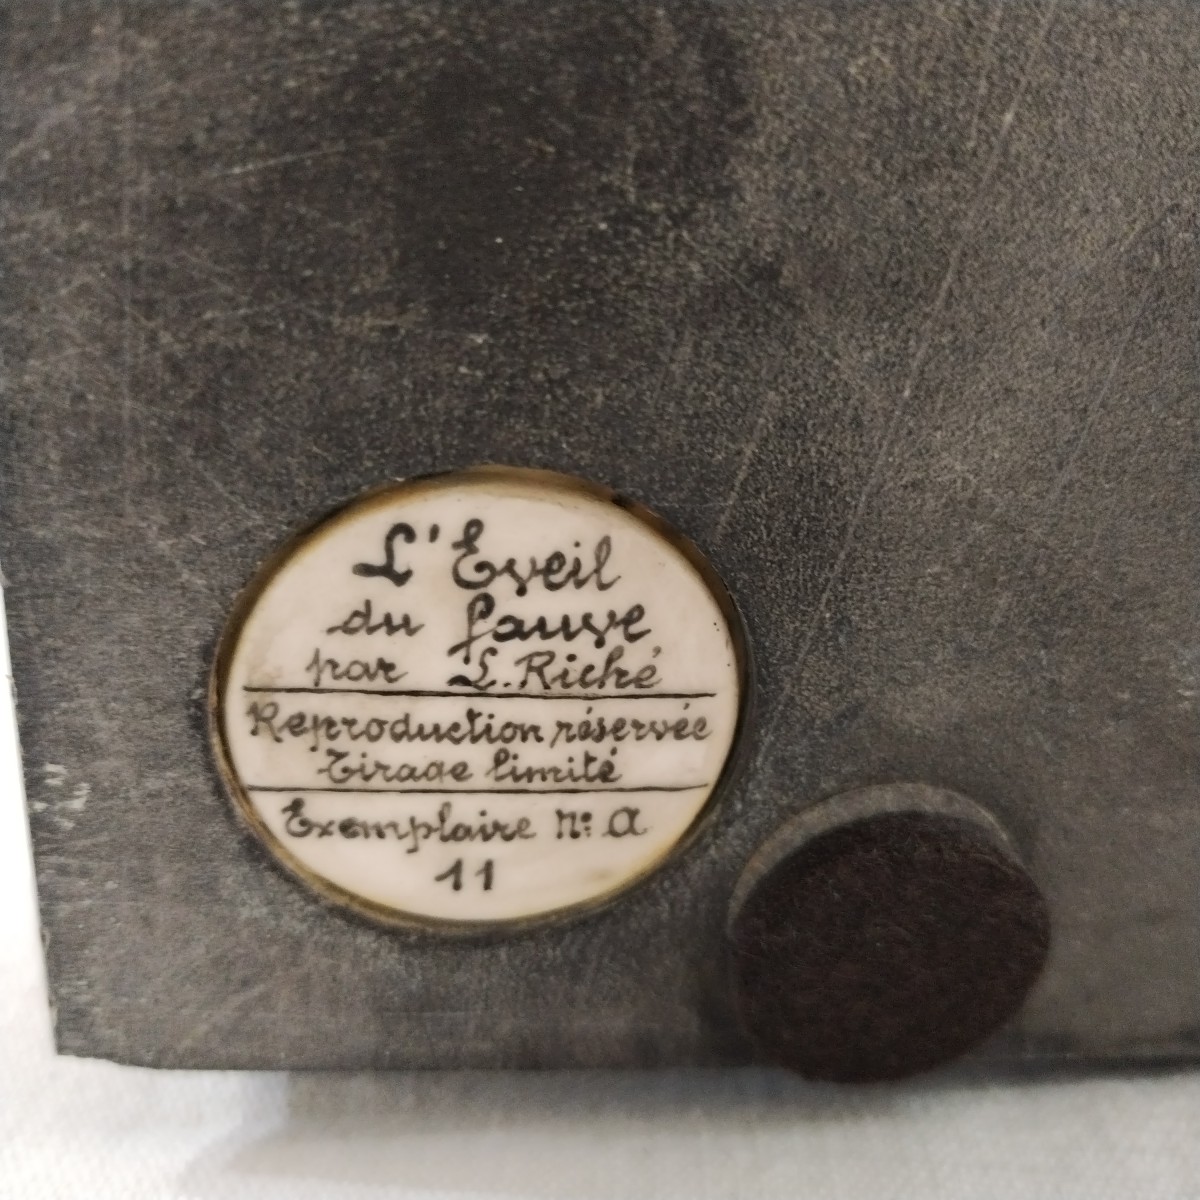 L'Eveil
du fauve
par L. Riché
Reproduction réservée
Tirage limité
Exemplaire N: a
11